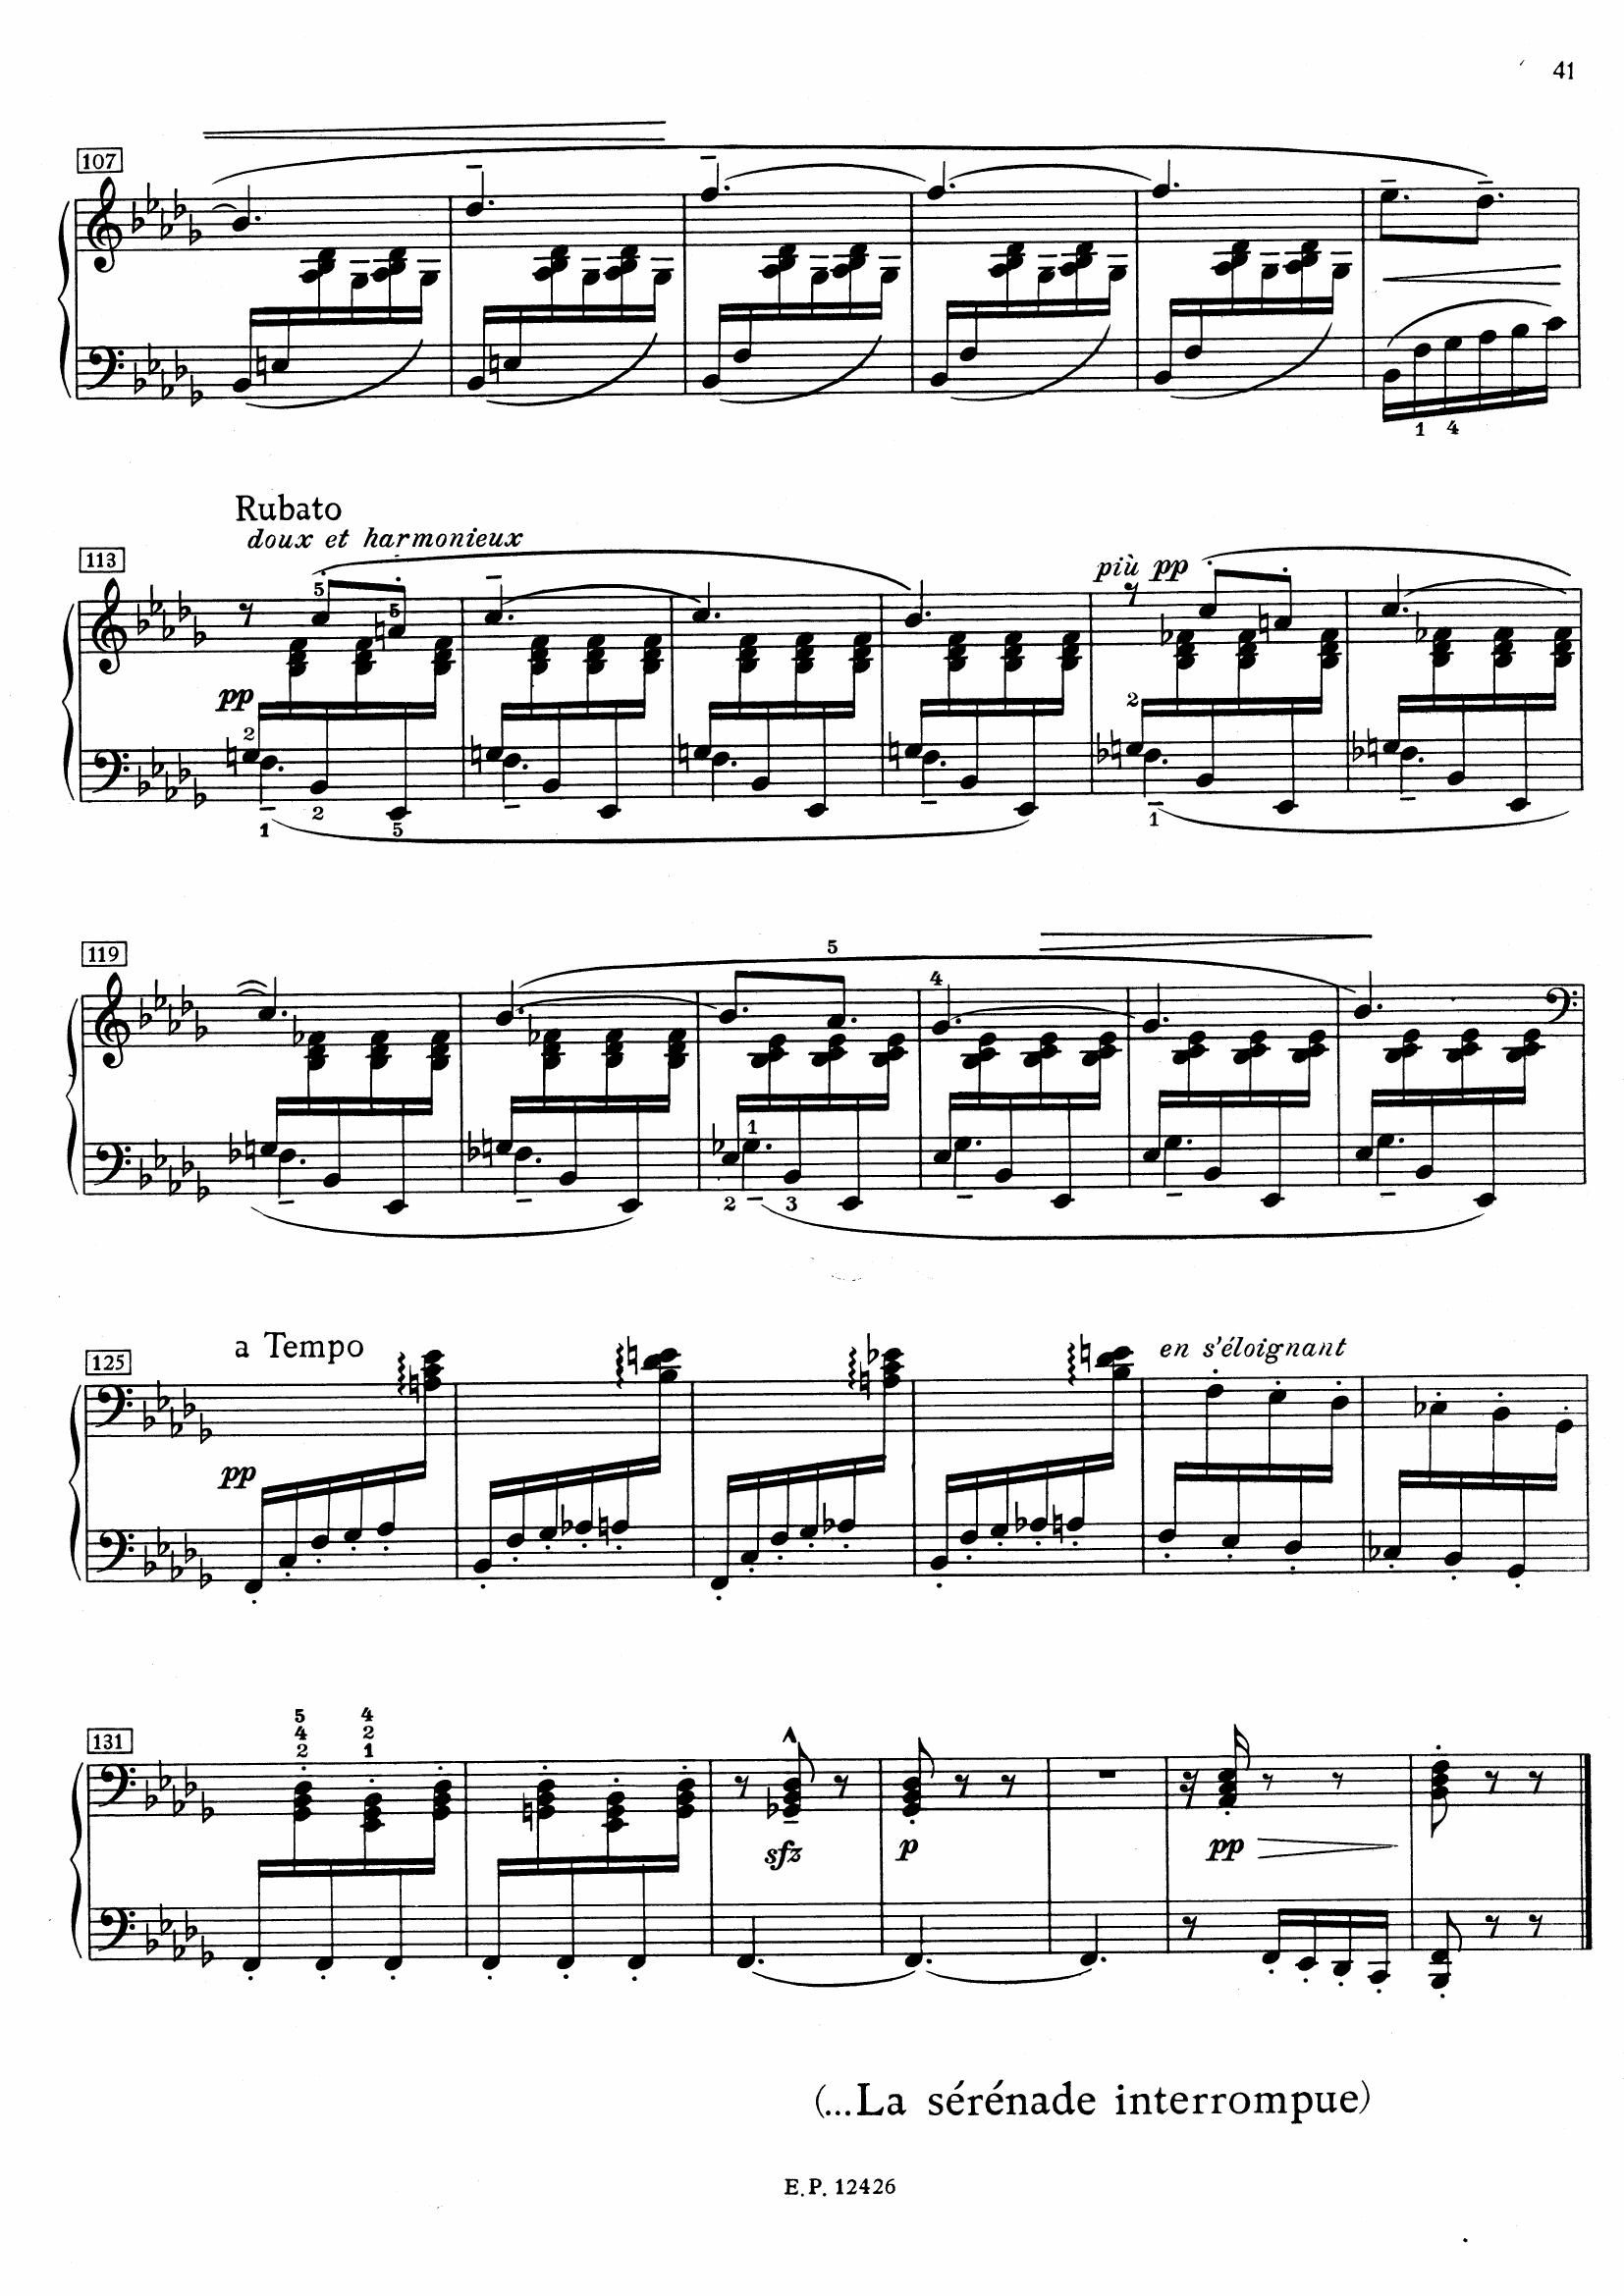 41
107
1 4
Rubato
doux et harmonieux
113
5 5
più pp
pp
2 2
1 2 5 1
119
5
4
1
2 3
a Tempo
125
en s'éloignant
pp
131
5 4
4 2
2 1
sfz p pp
(...La sérénade interrompue)
E.P. 12426